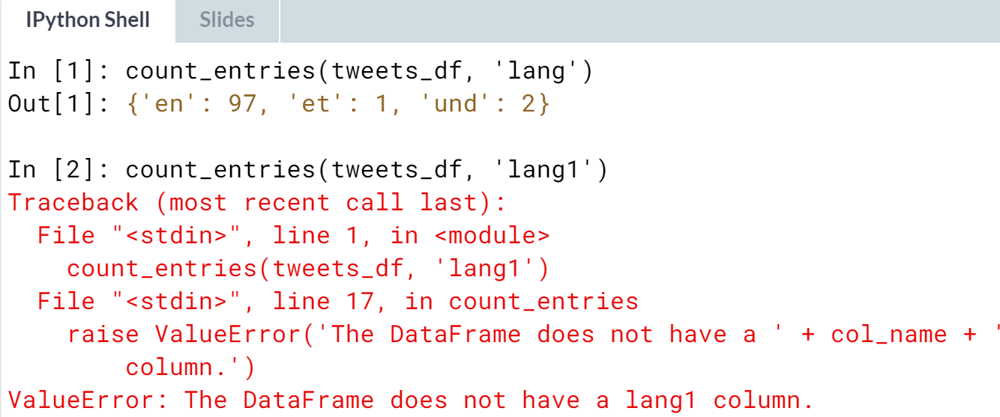 IPython Shell Slides
In [1]: count_entries(tweets_df, 'lang')
Out[1]: {'en': 97, 'et': 1, 'und': 2}
In [2]: count_entries(tweets_df, 'lang1')
Traceback (most recent call last):
  File "<stdin>", line 1, in <module>
    count_entries(tweets_df, 'lang1')
  File "<stdin>", line 17, in count_entries
    raise ValueError('The DataFrame does not have a ' + col_name + '
        column.')
ValueError: The DataFrame does not have a lang1 column.